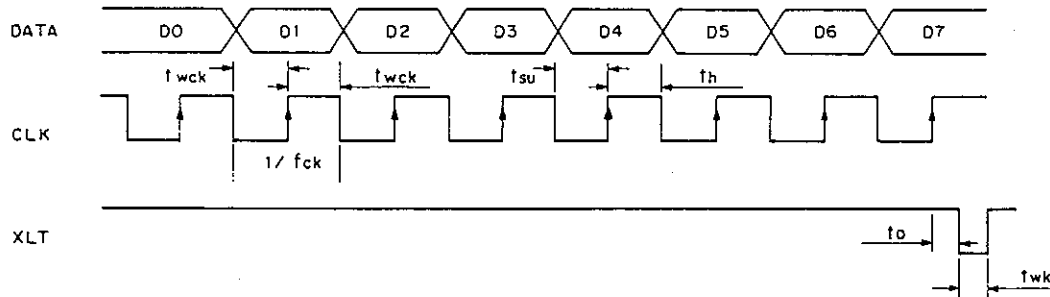 DATA D0 D1 D2 D3 D4 D5 D6 D7
twck twck tsu th
CLK
1/ fck
XLT
to
twk